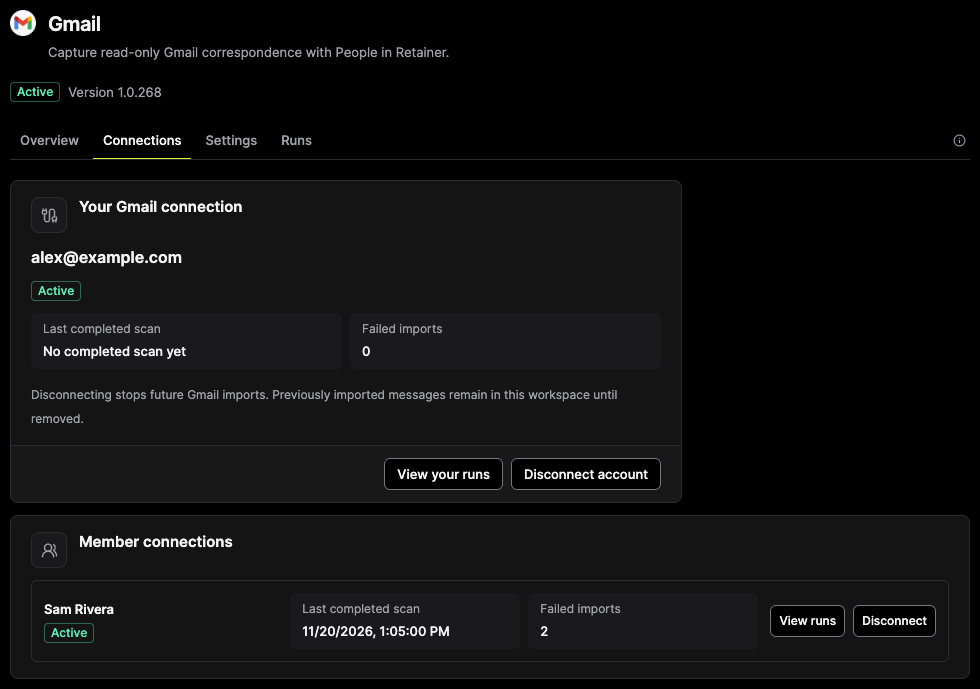 Gmail
Capture read-only Gmail correspondence with People in Retainer.
Active Version 1.0.268
Overview Connections Settings Runs
Your Gmail connection
alex@example.com
Active
Last completed scan
No completed scan yet
Failed imports
0
Disconnecting stops future Gmail imports. Previously imported messages remain in this workspace until
removed.
View your runs Disconnect account
Member connections
Sam Rivera
Active
Last completed scan
11/20/2026, 1:05:00 PM
Failed imports
2
View runs Disconnect